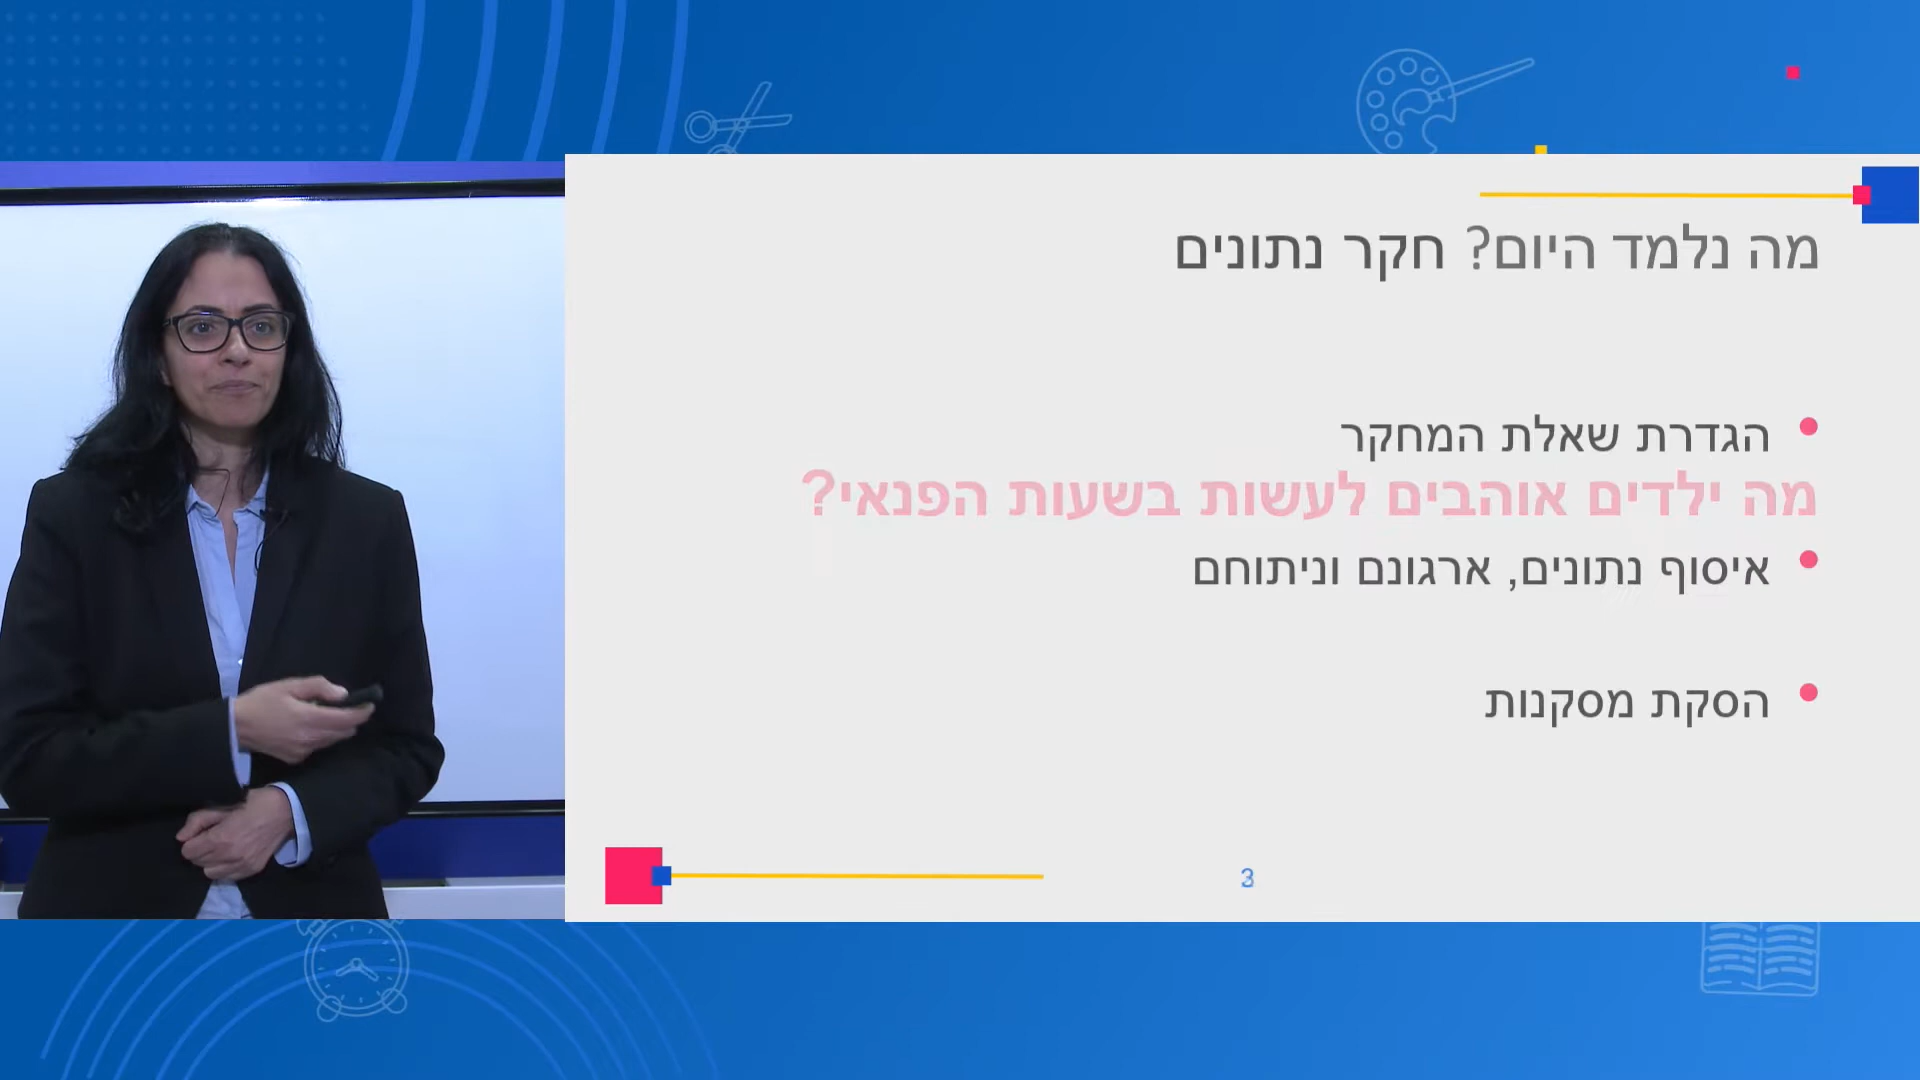 מה נלמד היום? חקר נתונים
הגדרת שאלת המחקר
מה ילדים אוהבים לעשות בשעות הפנאי?
איסוף נתונים, ארגונם וניתוחם
הסקת מסקנות
3